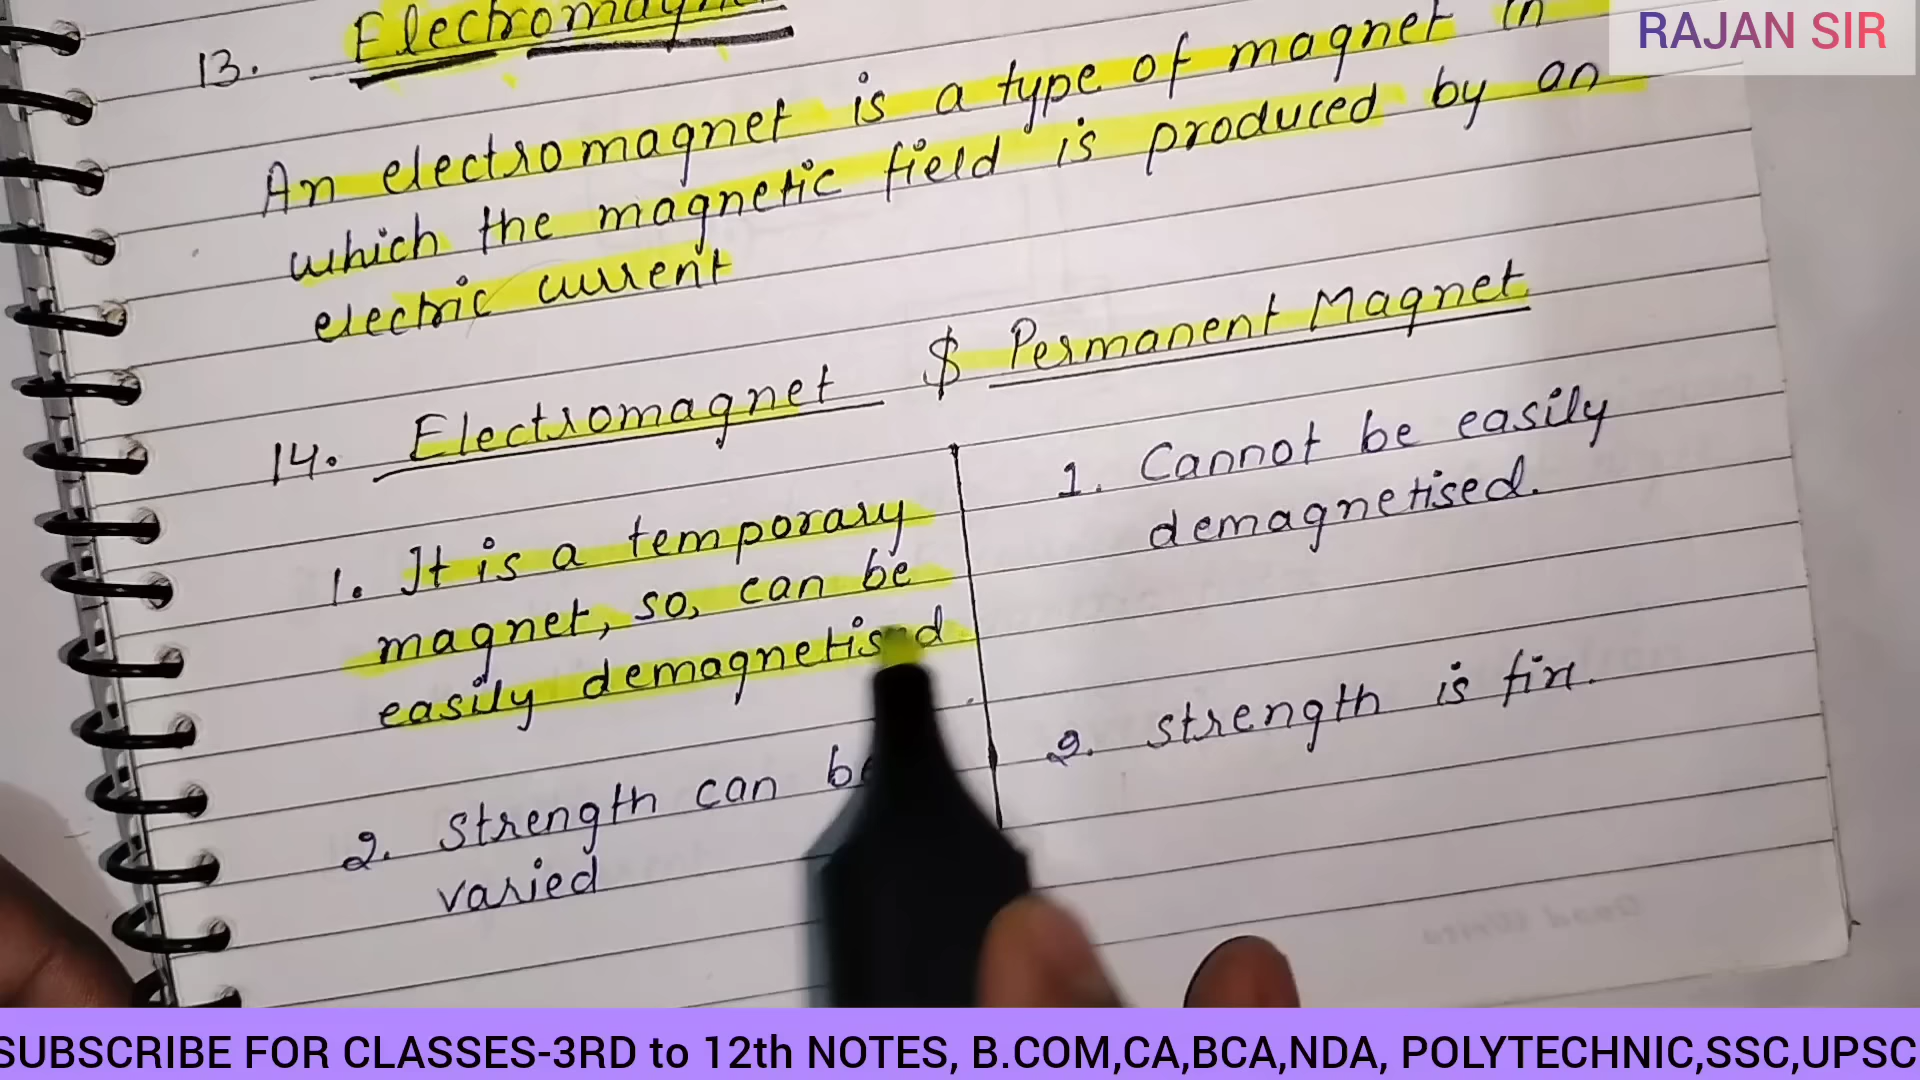 RAJAN SIR
13. Electromagnet
An electromagnet is a type of magnet in
which the magnetic field is produced by an
electric current
14. Electromagnet $ Permanent Magnet
1. It is a temporary
magnet, so, can be
easily demagnetised
2. Strength can be
varied
1. Cannot be easily
demagnetised.
2. strength is fix.
SUBSCRIBE FOR CLASSES-3RD to 12th NOTES, B.COM,CA,BCA,NDA, POLYTECHNIC,SSC,UPSC